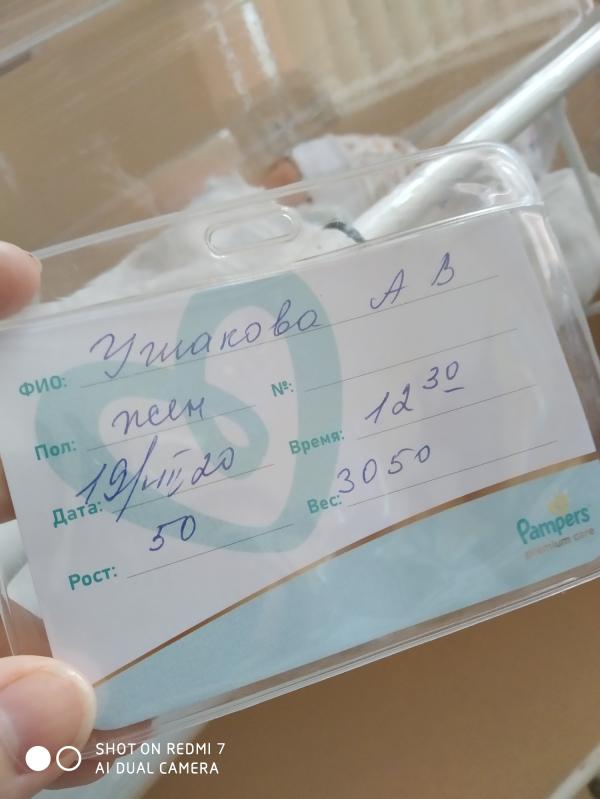 ФИО: Ушакова А В
№:
Пол: жен
Время: 12 30
Дата: 19/III, 20
Вес: 3050
Рост: 50
Pampers
premium care
SHOT ON REDMI 7
AI DUAL CAMERA